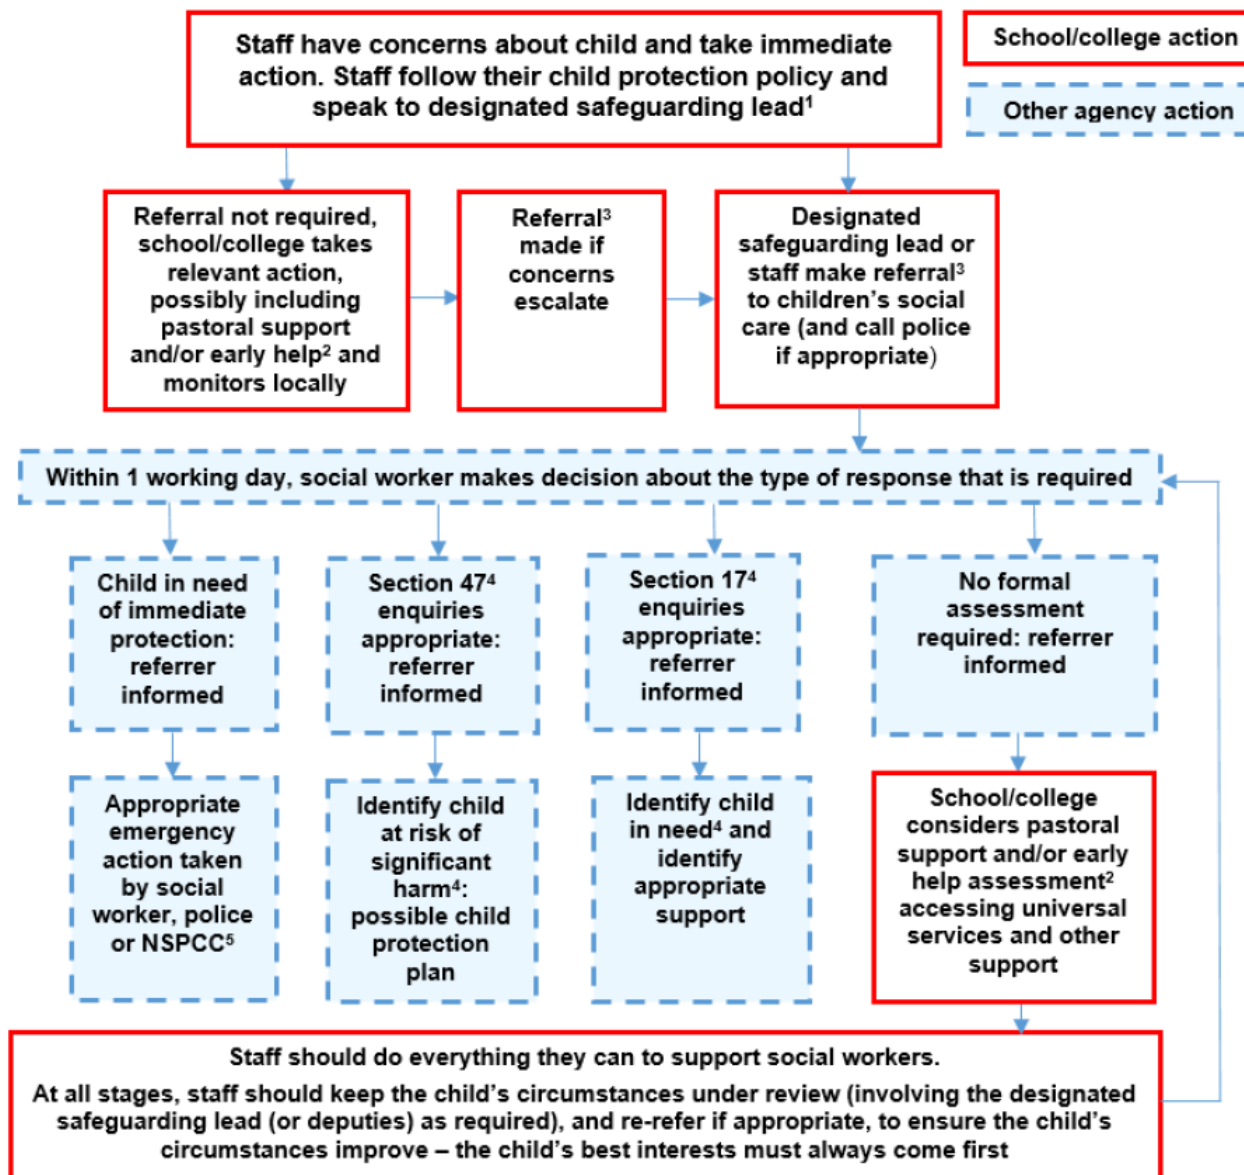 Staff have concerns about child and take immediate
action. Staff follow their child protection policy and
speak to designated safeguarding lead¹
School/college action
Other agency action
Referral not required,
school/college takes
relevant action,
possibly including
pastoral support
and/or early help² and
monitors locally
Referral³
made if
concerns
escalate
Designated
safeguarding lead or
staff make referral³
to children’s social
care (and call police
if appropriate)
Within 1 working day, social worker makes decision about the type of response that is required
Child in need
of immediate
protection:
referrer
informed
Section 47⁴
enquiries
appropriate:
referrer
informed
Section 17⁴
enquiries
appropriate:
referrer
informed
No formal
assessment
required: referrer
informed
Appropriate
emergency
action taken
by social
worker, police
or NSPCC⁵
Identify child
at risk of
significant
harm⁴:
possible child
protection
plan
Identify child
in need⁴ and
identify
appropriate
support
School/college
considers pastoral
support and/or early
help assessment²
accessing universal
services and other
support
Staff should do everything they can to support social workers.
At all stages, staff should keep the child’s circumstances under review (involving the designated
safeguarding lead (or deputies) as required), and re-refer if appropriate, to ensure the child’s
circumstances improve – the child’s best interests must always come first